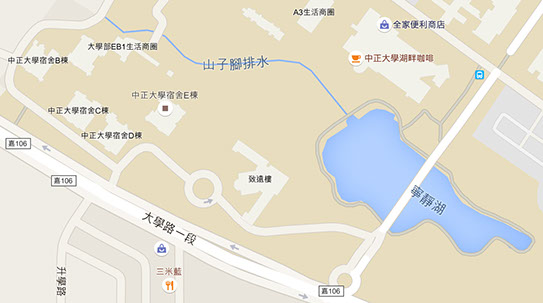 A3生活商圈
全家便利商店
大學部EB1生活商圈
中正大學宿舍B棟
山子腳排水
中正大學湖畔咖啡
中正大學宿舍E棟
中正大學宿舍C棟
中正大學宿舍D棟
嘉106
嘉106
致遠樓
寧靜湖
大學路一段
三米藍
升學路
嘉106